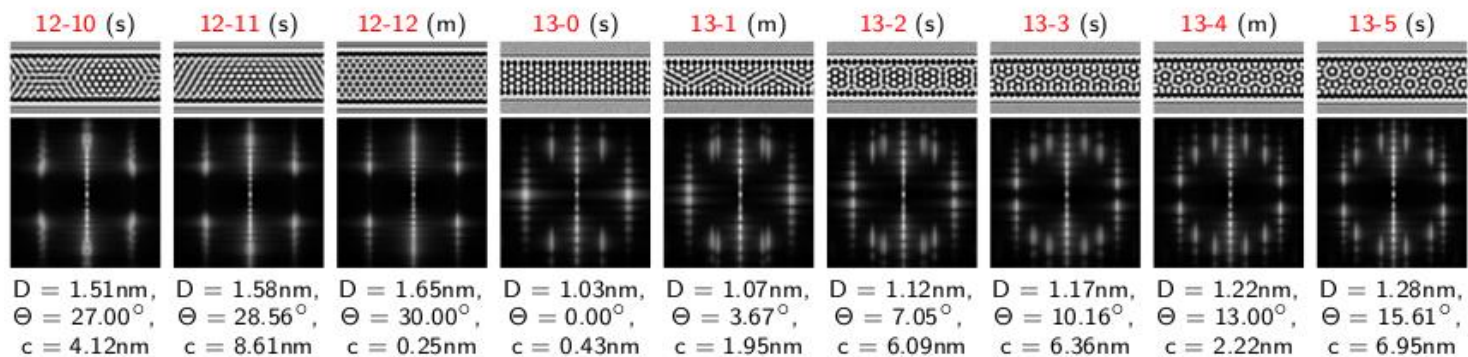 12-10 (s) 12-11 (s) 12-12 (m) 13-0 (s) 13-1 (m) 13-2 (s) 13-3 (s) 13-4 (m) 13-5 (s)
D = 1.51nm, D = 1.58nm, D = 1.65nm, D = 1.03nm, D = 1.07nm, D = 1.12nm, D = 1.17nm, D = 1.22nm, D = 1.28nm,
Θ = 27.00°, Θ = 28.56°, Θ = 30.00°, Θ = 0.00°, Θ = 3.67°, Θ = 7.05°, Θ = 10.16°, Θ = 13.00°, Θ = 15.61°,
c = 4.12nm c = 8.61nm c = 0.25nm c = 0.43nm c = 1.95nm c = 6.09nm c = 6.36nm c = 2.22nm c = 6.95nm